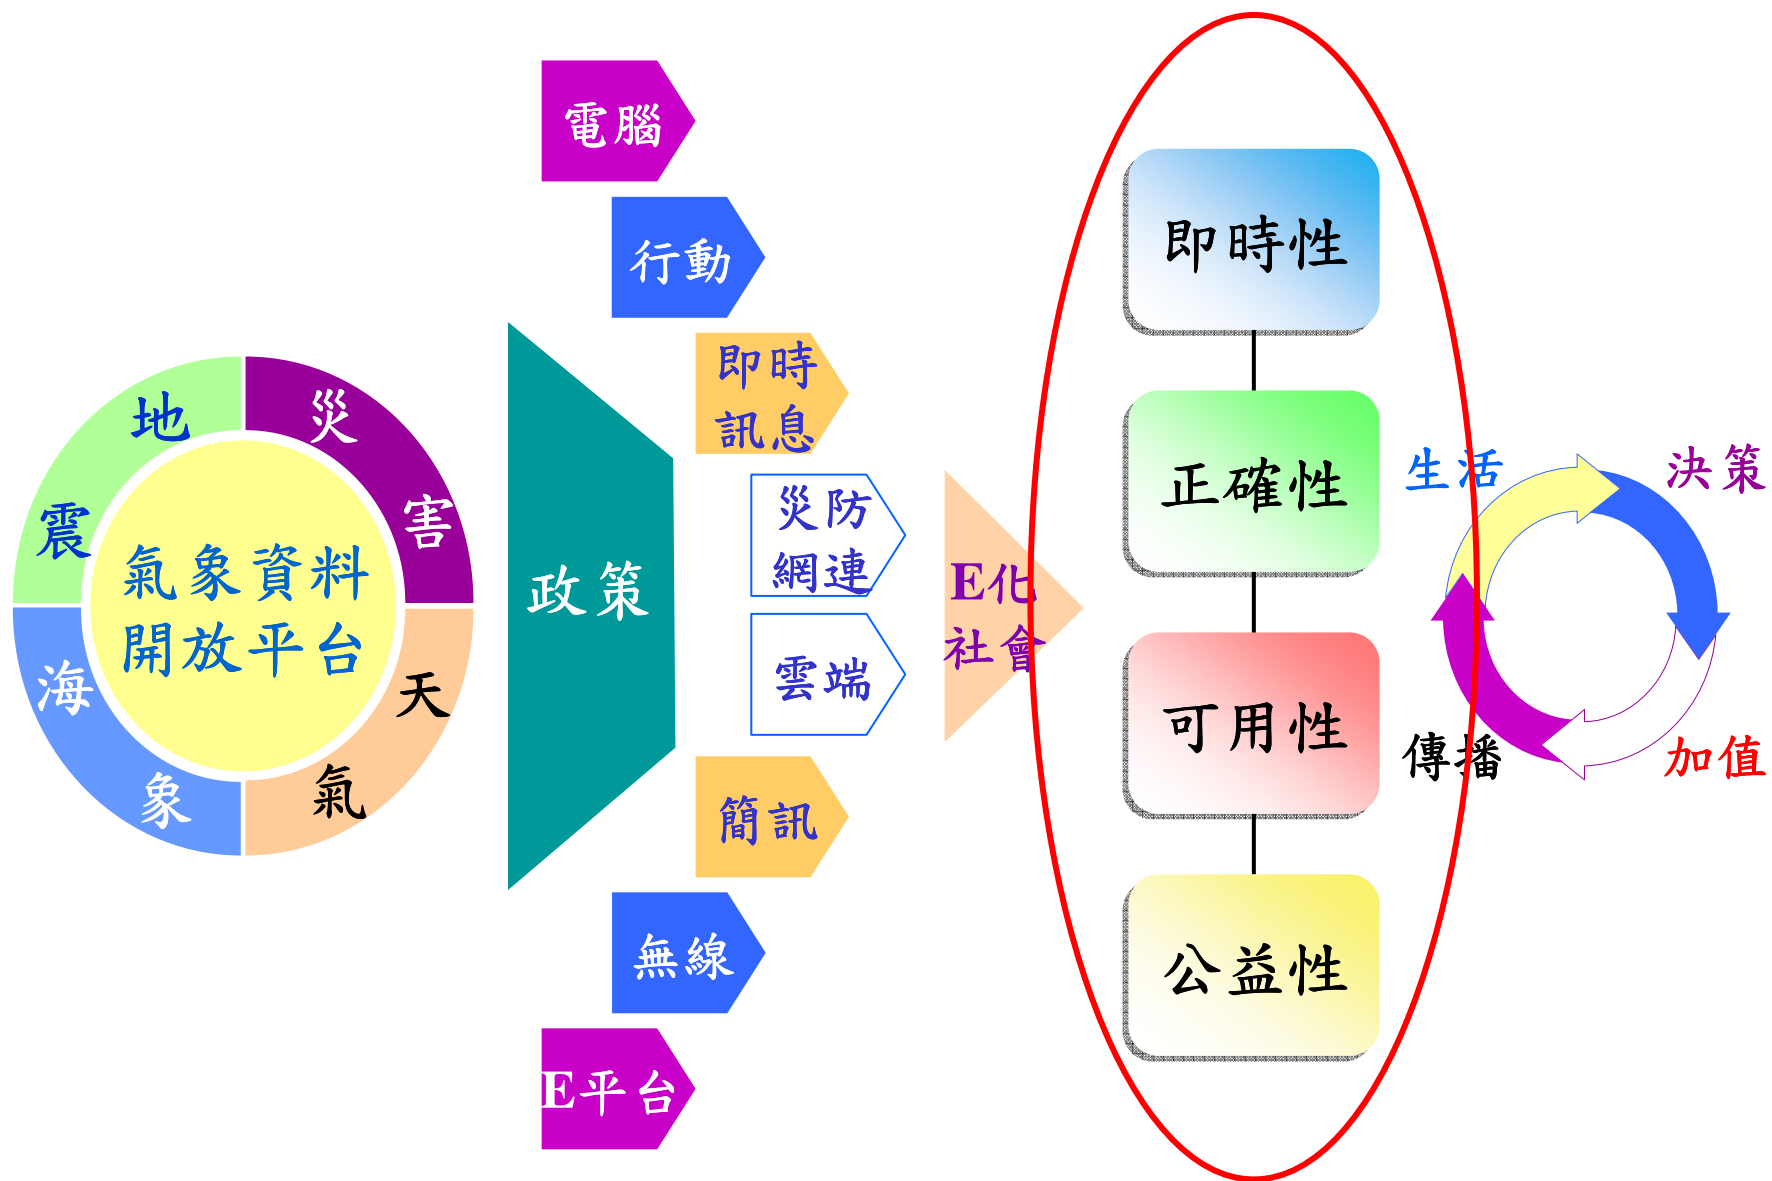 地震
災害
海象
天氣
氣象資料
開放平台
政策
電腦
行動
即時
訊息
災防
網連
雲端
簡訊
無線
E平台
E化
社會
即時性
正確性
可用性
公益性
生活
決策
傳播
加值